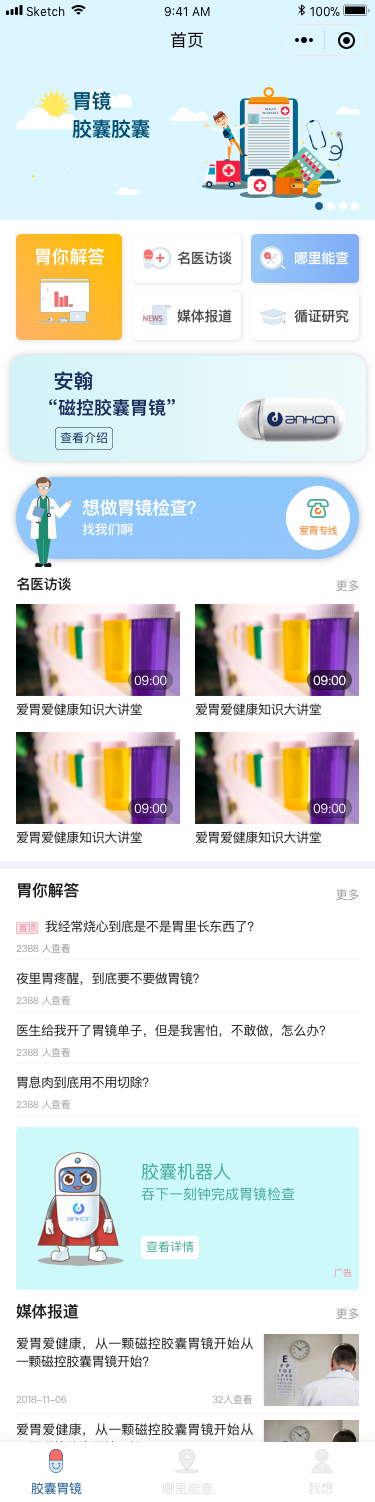 Sketch
9:41 AM
100%
首页
胃镜
胶囊胶囊
胃你解答
名医访谈
哪里能查
NEWS
媒体报道
循证研究
安翰
“磁控胶囊胃镜”
查看介绍
ankon
想做胃镜检查?
找我们啊
爱胃专线
名医访谈
更多
09:00
09:00
爱胃爱健康知识大讲堂
爱胃爱健康知识大讲堂
09:00
09:00
爱胃爱健康知识大讲堂
爱胃爱健康知识大讲堂
胃你解答
更多
置顶 我经常烧心到底是不是胃里长东西了?
2388 人查看
夜里胃疼醒，到底要不要做胃镜?
2388 人查看
医生给我开了胃镜单子，但是我害怕，不敢做，怎么办?
2388 人查看
胃息肉到底用不用切除?
2388 人查看
胶囊机器人
吞下一刻钟完成胃镜检查
ankon
查看详情
广告
媒体报道
更多
爱胃爱健康，从一颗磁控胶囊胃镜开始从
一颗磁控胶囊胃镜开始?
2018-11-06
32人查看
爱胃爱健康，从一颗磁控胶囊胃镜开始从
胶囊胃镜
哪里能查
我想